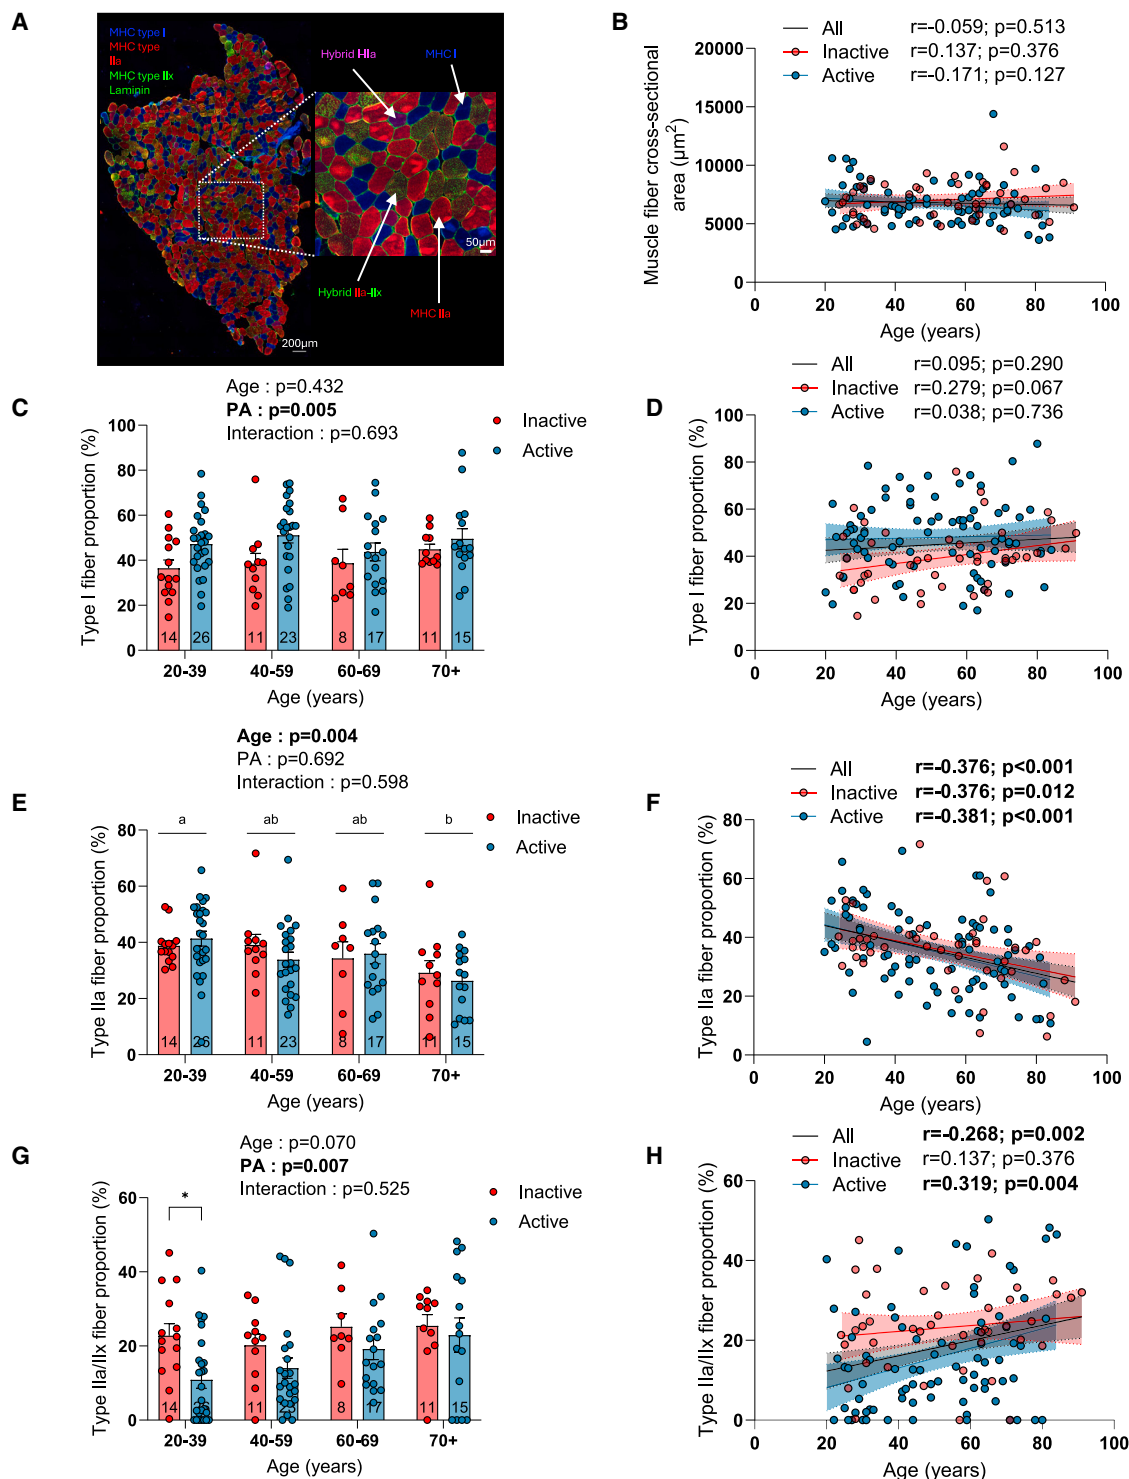 A
MHC type I
MHC type
IIa
MHC type IIx
Laminin
Hybrid I-IIa
MHC I
50µm
Hybrid IIa-IIx
MHC IIa
200µm
B
All r=-0.059; p=0.513
Inactive r=0.137; p=0.376
Active r=-0.171; p=0.127
Muscle fiber cross-sectional
area (µm²)
20000
15000
10000
5000
0
0 20 40 60 80 100
Age (years)
C
Age : p=0.432
PA : p=0.005
Interaction : p=0.693
Inactive
Active
Type I fiber proportion (%)
100
80
60
40
20
0
14 26 11 23 8 17 11 15
20-39 40-59 60-69 70+
Age (years)
D
All r=0.095; p=0.290
Inactive r=0.279; p=0.067
Active r=0.038; p=0.736
Type I fiber proportion (%)
100
80
60
40
20
0
0 20 40 60 80 100
Age (years)
E
Age : p=0.004
PA : p=0.692
Interaction : p=0.598
Inactive
Active
a ab ab b
Type IIa fiber proportion (%)
80
60
40
20
0
14 26 11 23 8 17 11 15
20-39 40-59 60-69 70+
Age (years)
F
All r=-0.376; p<0.001
Inactive r=-0.376; p=0.012
Active r=-0.381; p<0.001
Type IIa fiber proportion (%)
80
60
40
20
0
0 20 40 60 80 100
Age (years)
G
Age : p=0.070
PA : p=0.007
Interaction : p=0.525
Inactive
Active
*
Type IIa/IIx fiber proportion (%)
60
40
20
0
14 11 8 17 11 15
20-39 40-59 60-69 70+
Age (years)
H
All r=-0.268; p=0.002
Inactive r=0.137; p=0.376
Active r=0.319; p=0.004
Type IIa/IIx fiber proportion (%)
60
40
20
0
0 20 40 60 80 100
Age (years)